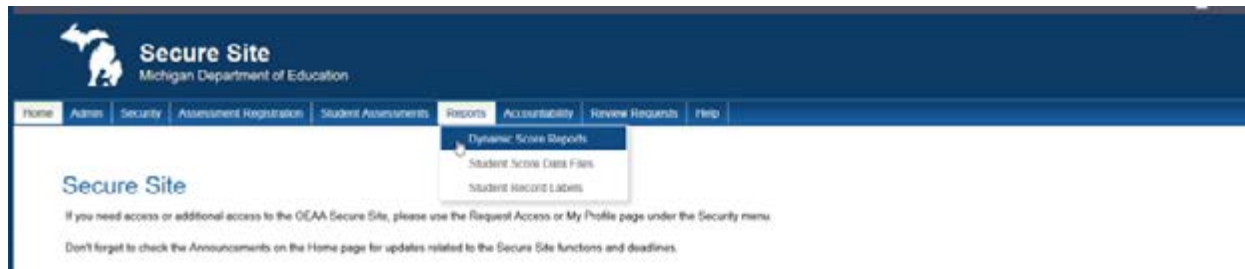 Secure Site
Michigan Department of Education
Home Admin Security Assessment Registration Student Assessments Reports Accountability Review Requests Help
Dynamic Score Reports
Student Score Data Files
Student Record Labels
Secure Site
If you need access or additional access to the OEAA Secure Site, please use the Request Access or My Profile page under the Security menu.
Don't forget to check the Announcements on the Home page for updates related to the Secure Site functions and deadlines.